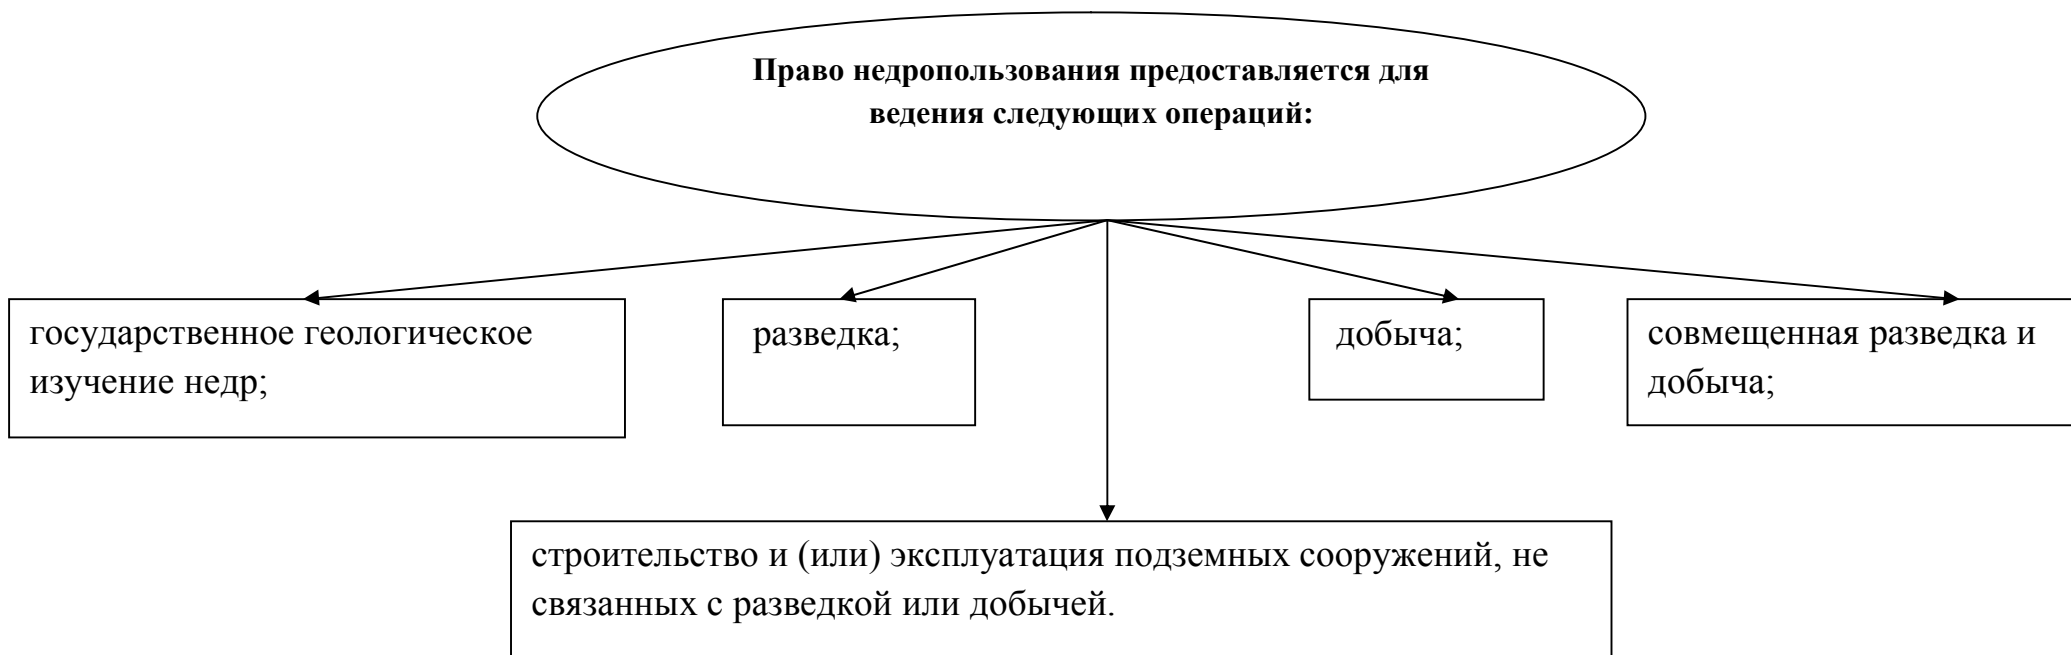 Право недропользования предоставляется для
ведения следующих операций:
государственное геологическое
изучение недр;
разведка;
добыча;
совмещенная разведка и
добыча;
строительство и (или) эксплуатация подземных сооружений, не
связанных с разведкой или добычей.